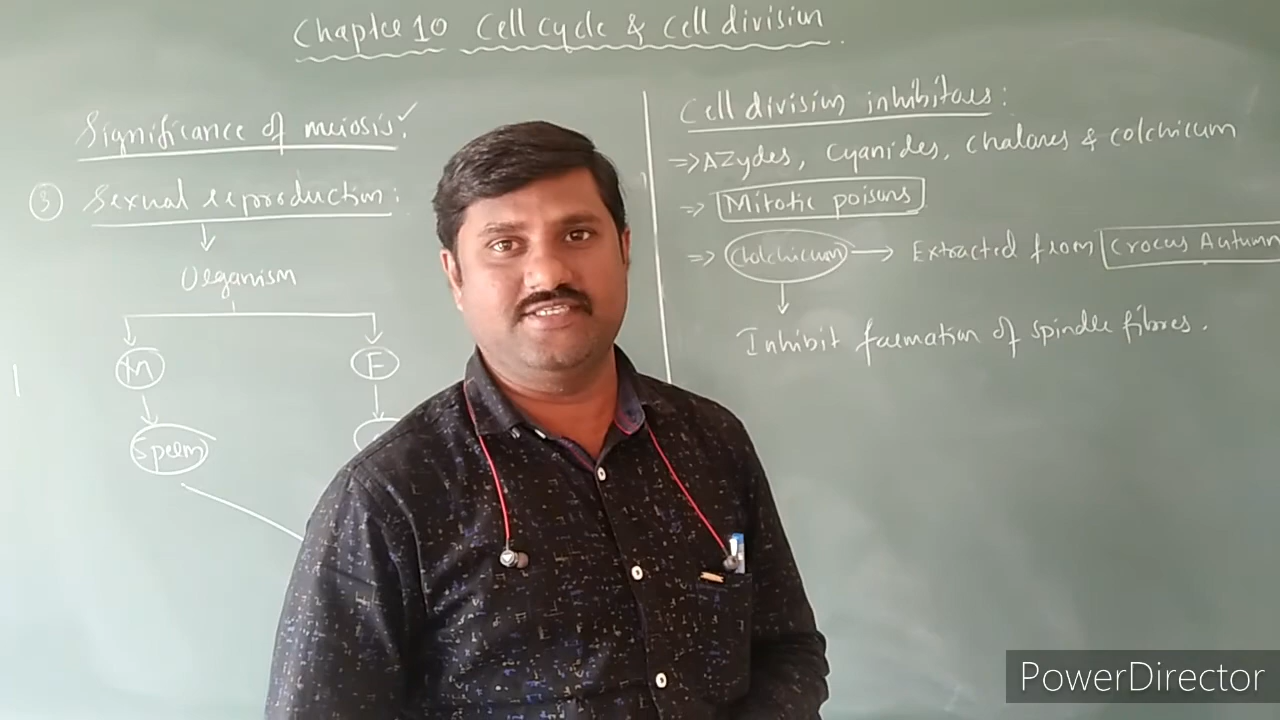 Chapter 10 Cell cycle & cell division.
Significance of meiosis:
3 Sexual reproduction:
Organism
M F
Sperm
Cell division inhibitors:
⇒ AZydes, Cyanides, Chalones & colchicum
⇒ Mitotic poisons
⇒ Cholchicum → Extracted from Crocus Autumn
Inhibit formation of spindle fibres.
PowerDirector